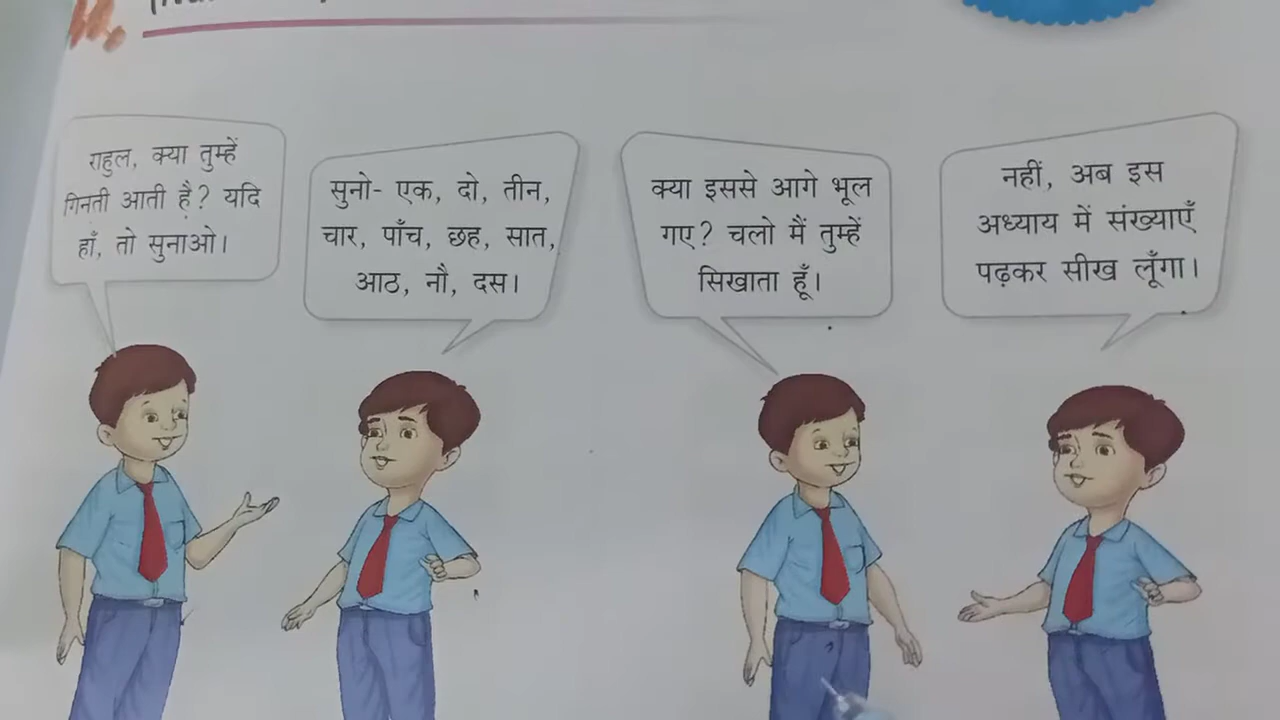 राहुल, क्या तुम्हें
गिनती आती है? यदि
हाँ, तो सुनाओ।
सुनो- एक, दो, तीन,
चार, पाँच, छह, सात,
आठ, नौ, दस।
क्या इससे आगे भूल
गए? चलो मैं तुम्हें
सिखाता हूँ।
नहीं, अब इस
अध्याय में संख्याएँ
पढ़कर सीख लूँगा।